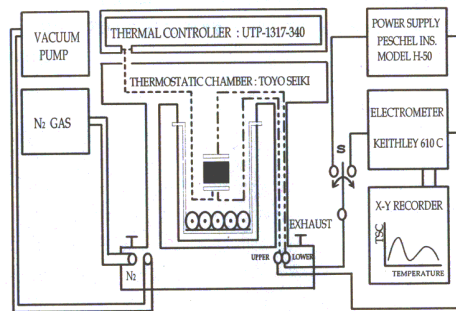 VACUUM
PUMP
THERMAL CONTROLLER : UTP-1317-340
POWER SUPPLY
PESCHEL INS.
MODEL H-50
THERMOSTATIC CHAMBER : TOYO SEIKI
N₂ GAS
ELECTROMETER
KEITHLEY 610 C
S
X-Y RECORDER
TSC
TEMPERATURE
EXHAUST
N₂
UPPER
LOWER